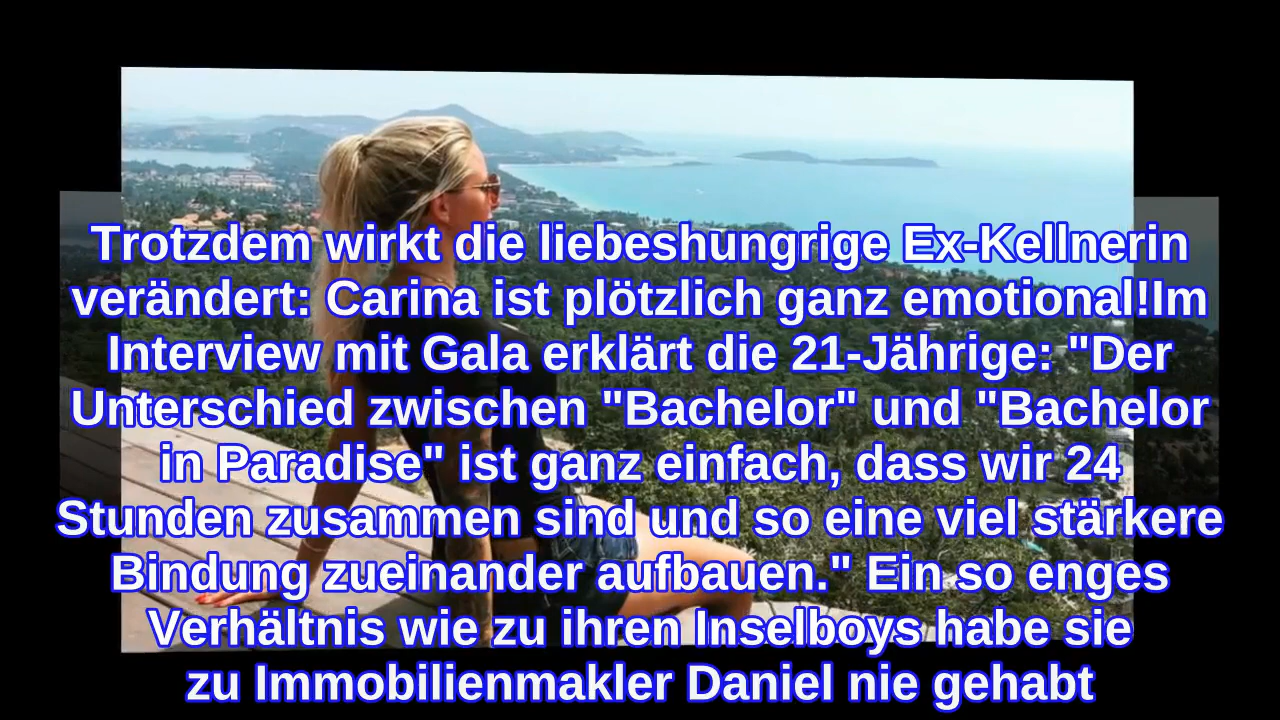 Trotzdem wirkt die liebeshungrige Ex-Kellnerin
verändert: Carina ist plötzlich ganz emotional!Im
Interview mit Gala erklärt die 21-Jährige: "Der
Unterschied zwischen "Bachelor" und "Bachelor
in Paradise" ist ganz einfach, dass wir 24
Stunden zusammen sind und so eine viel stärkere
Bindung zueinander aufbauen." Ein so enges
Verhältnis wie zu ihren Inselboys habe sie
zu Immobilienmakler Daniel nie gehabt